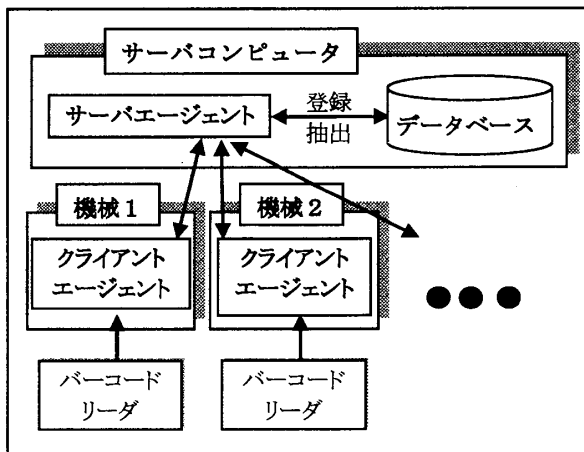 サーバコンピュータ
サーバエージェント
登録
抽出
データベース
機械1
機械2
クライアント
エージェント
クライアント
エージェント
バーコード
リーダ
バーコード
リーダ